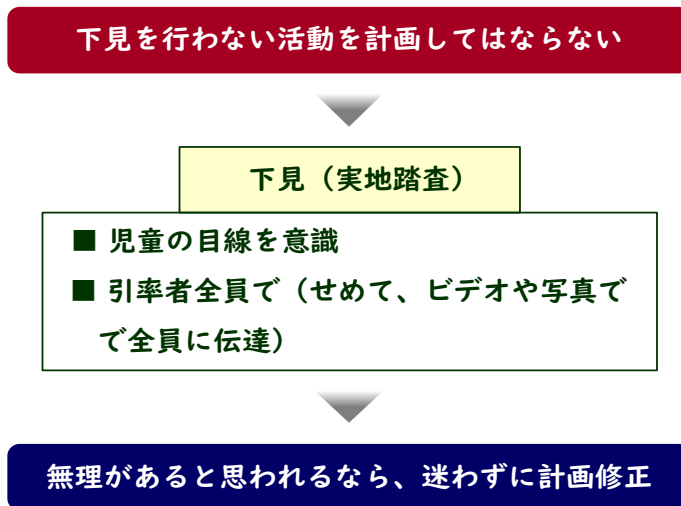 下見を行わない活動を計画してはならない
下見（実地踏査）
■ 児童の目線を意識
■ 引率者全員で（せめて、ビデオや写真で
で全員に伝達）
無理があると思われるなら、迷わずに計画修正